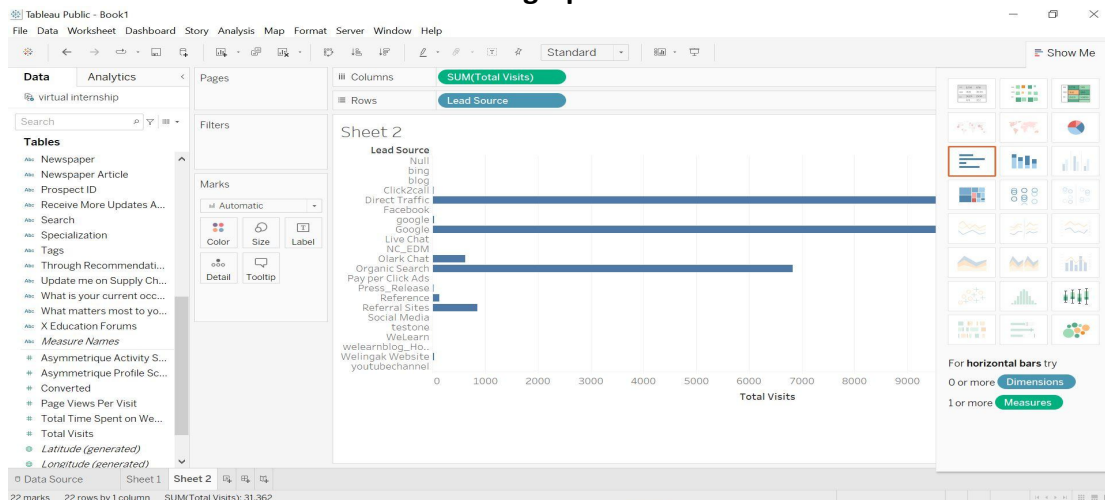 Tableau Public - Book1
File Data Worksheet Dashboard Story Analysis Map Format Server Window Help
Standard
Show Me
Data Analytics
Pages
Columns SUM(Total Visits)
virtual internship
Rows Lead Source
Search
Filters
Sheet 2
Tables
Newspaper
Newspaper Article
Prospect ID
Receive More Updates A...
Search
Specialization
Tags
Through Recommendati...
Update me on Supply Ch...
What is your current occ...
What matters most to yo...
X Education Forums
Measure Names
Asymmetrique Activity S...
Asymmetrique Profile Sc...
Converted
Page Views Per Visit
Total Time Spent on We...
Total Visits
Latitude (generated)
Longitude (generated)
Marks
Automatic
Color Size Label
Detail Tooltip
Lead Source
Null
bing
blog
Click2call
Direct Traffic
Facebook
google
Google
Live Chat
NC_EDM
Olark Chat
Organic Search
Pay per Click Ads
Press_Release
Reference
Referral Sites
Social Media
testone
WeLearn
welearnblog_Ho...
Welingak Website
youtubechannel
0 1000 2000 3000 4000 5000 6000 7000 8000 9000
Total Visits
For horizontal bars try
0 or more Dimensions
1 or more Measures
Data Source Sheet 1 Sheet 2
22 marks 22 rows by 1 column SUM(Total Visits): 31,362